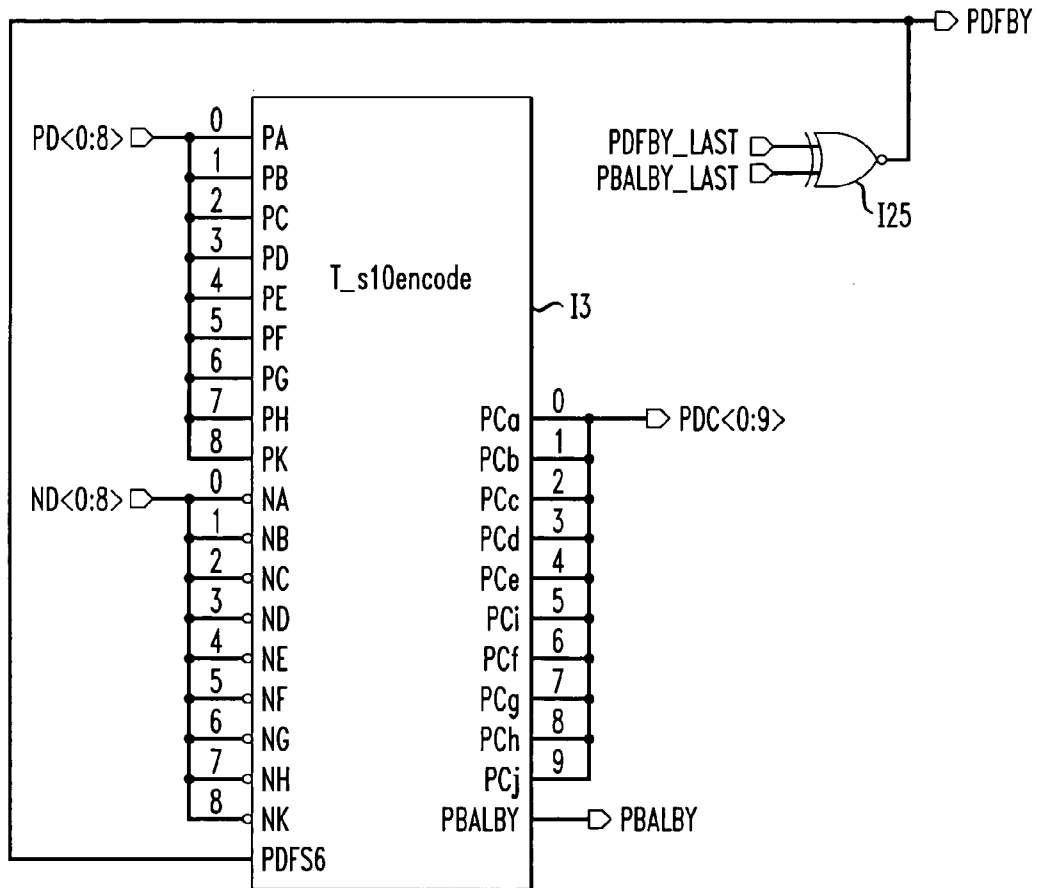 PDFBY
PD<0:8>
0 PA
1 PB
2 PC
3 PD
4 PE
5 PF
6 PG
7 PH
8 PK
ND<0:8>
0 NA
1 NB
2 NC
3 ND
4 NE
5 NF
6 NG
7 NH
8 NK
PDFS6
T_s10encode
I3
PDFBY_LAST
PBALBY_LAST
I25
PCa 0
PDC<0:9>
PCb 1
PCc 2
PCd 3
PCe 4
PCi 5
PCf 6
PCg 7
PCh 8
PCj 9
PBALBY
PBALBY